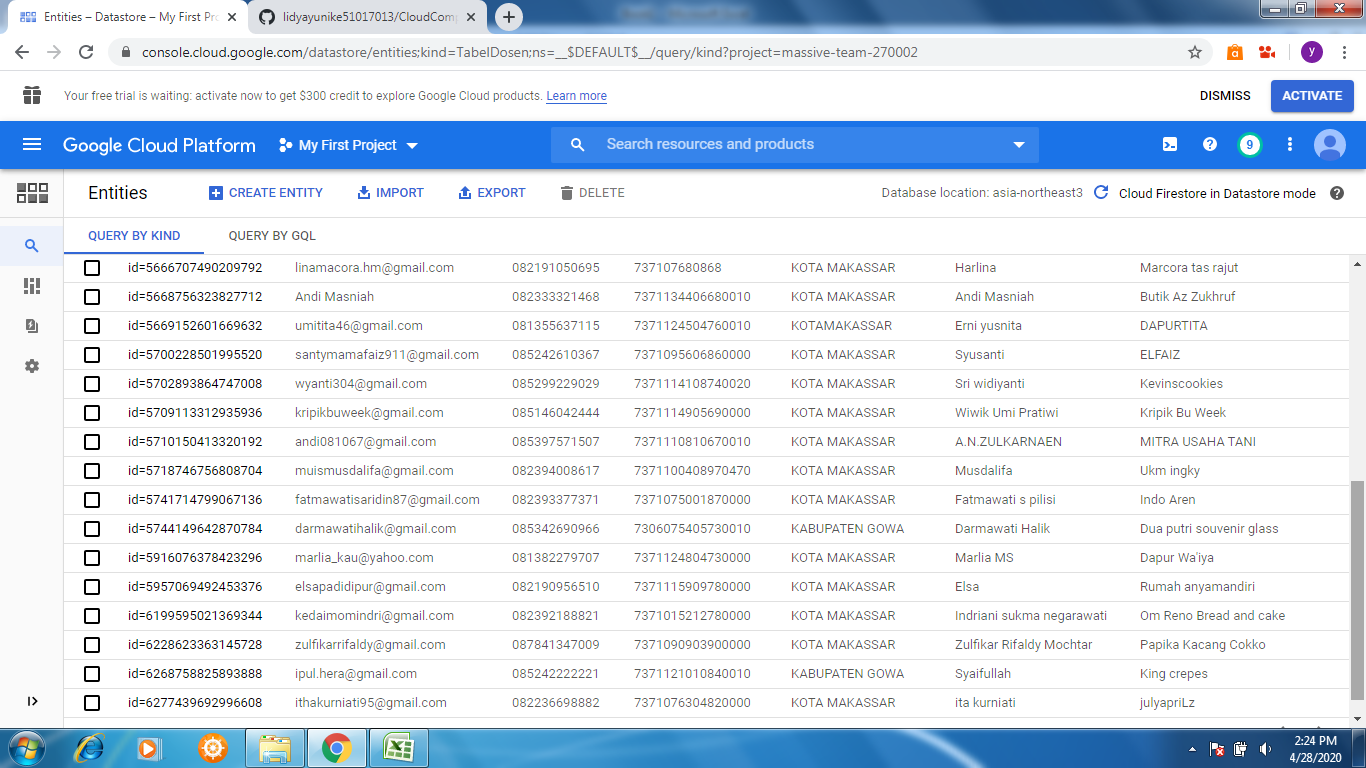 Entities – Datastore – My First Pro
lidyayunike51017013/CloudComp
console.cloud.google.com/datastore/entities;kind=TabelDosen;ns=__$DEFAULT$__/query/kind?project=massive-team-270002
y
Your free trial is waiting: activate now to get $300 credit to explore Google Cloud products. Learn more
DISMISS
ACTIVATE
Google Cloud Platform
My First Project
Search resources and products
9
Entities
CREATE ENTITY
IMPORT
EXPORT
DELETE
Database location: asia-northeast3
Cloud Firestore in Datastore mode
QUERY BY KIND
QUERY BY GQL
id=5666707490209792 linamacora.hm@gmail.com 082191050695 737107680868 KOTA MAKASSAR Harlina Marcora tas rajut
id=5668756323827712 Andi Masniah 082333321468 7371134406680010 KOTA MAKASSAR Andi Masniah Butik Az Zukhruf
id=5669152601669632 umitita46@gmail.com 081355637115 7371124504760010 KOTAMAKASSAR Erni yusnita DAPURTITA
id=5700228501995520 santymamafaiz911@gmail.com 085242610367 7371095606860000 KOTA MAKASSAR Syusanti ELFAIZ
id=5702893864747008 wyanti304@gmail.com 085299229029 7371114108740020 KOTA MAKASSAR Sri widiyanti Kevinscookies
id=5709113312935936 kripikbuweek@gmail.com 085146042444 7371114905690000 KOTA MAKASSAR Wiwik Umi Pratiwi Kripik Bu Week
id=5710150413320192 andi081067@gmail.com 085397571507 7371110810670010 KOTA MAKASSAR A.N.ZULKARNAEN MITRA USAHA TANI
id=5718746756808704 muismusdalifa@gmail.com 082394008617 7371100408970470 KOTA MAKASSAR Musdalifa Ukm ingky
id=5741714799067136 fatmawatisaridin87@gmail.com 082393377371 7371075001870000 KOTA MAKASSAR Fatmawati s pilisi Indo Aren
id=5744149642870784 darmawatihalik@gmail.com 085342690966 7306075405730010 KABUPATEN GOWA Darmawati Halik Dua putri souvenir glass
id=5916076378423296 marlia_kau@yahoo.com 081382279707 7371124804730000 KOTA MAKASSAR Marlia MS Dapur Wa'iya
id=5957069492453376 elsapadidipur@gmail.com 082190956510 7371115909780000 KOTA MAKASSAR Elsa Rumah anyamandiri
id=6199595021369344 kedaimomindri@gmail.com 082392188821 7371015212780000 KOTA MAKASSAR Indriani sukma negarawati Om Reno Bread and cake
id=6228623363145728 zulfikarrifaldy@gmail.com 087841347009 7371090903900000 KOTA MAKASSAR Zulfikar Rifaldy Mochtar Papika Kacang Cokko
id=6268758825893888 ipul.hera@gmail.com 085242222221 7371121010840010 KABUPATEN GOWA Syaifullah King crepes
id=6277439692996608 ithakurniati95@gmail.com 082236698882 7371076304820000 KOTA MAKASSAR ita kurniati julyapriLz
2:24 PM
4/28/2020